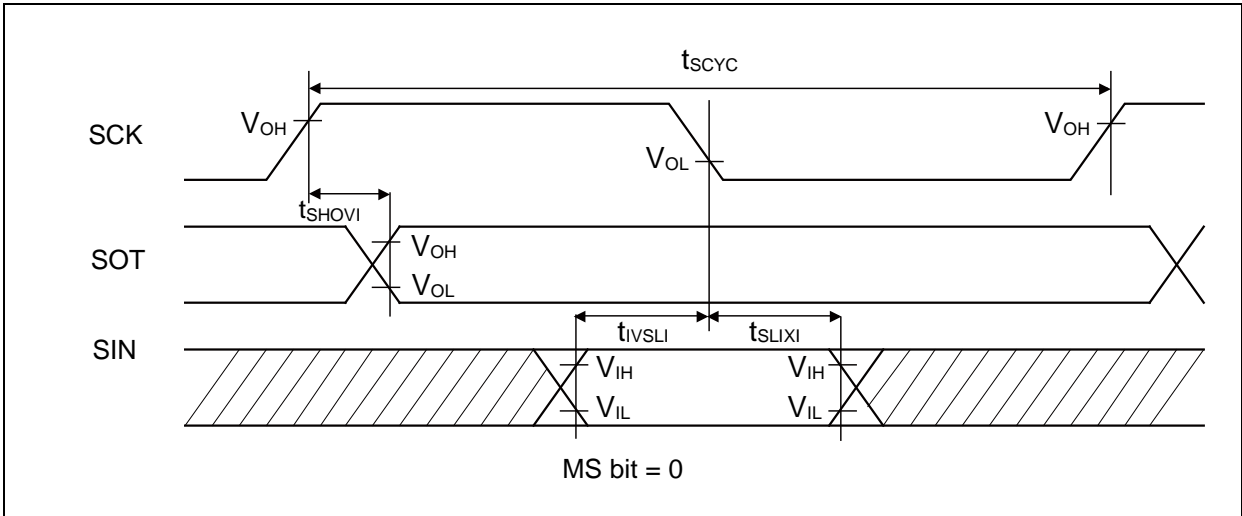 tSCYC
SCK
VOH
VOL
VOH
tSHOVI
SOT
VOH
VOL
SIN
tIVSLI
tSLIXI
VIH
VIL
VIH
VIL
MS bit = 0